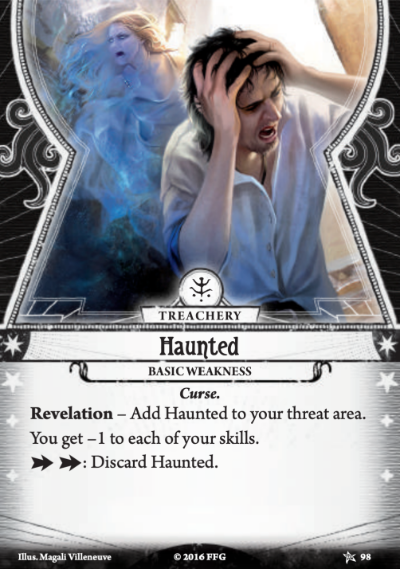 TREACHERY
Haunted
BASIC WEAKNESS
Curse.
Revelation – Add Haunted to your threat area.
You get –1 to each of your skills.
: Discard Haunted.
Illus. Magali Villeneuve
© 2016 FFG
98